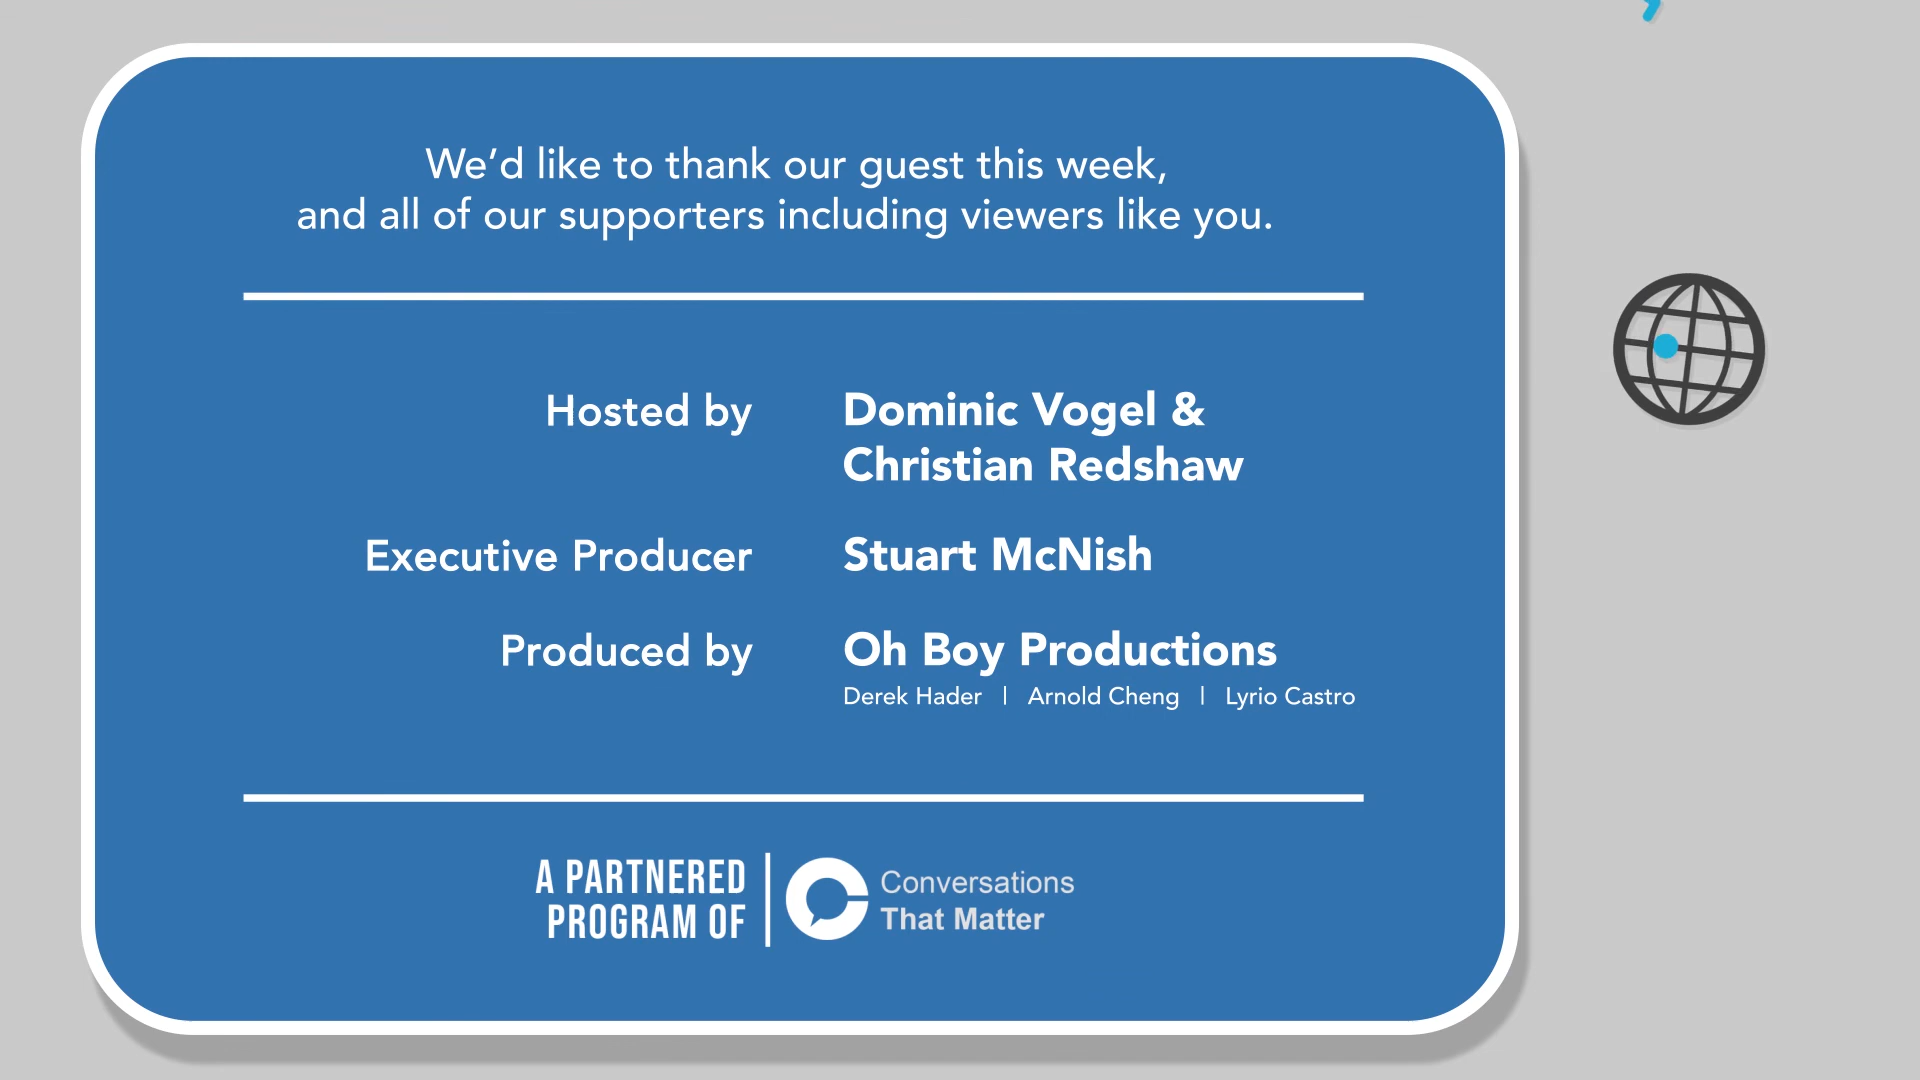 We’d like to thank our guest this week,
and all of our supporters including viewers like you.
Hosted by Dominic Vogel &
Christian Redshaw
Executive Producer Stuart McNish
Produced by Oh Boy Productions
Derek Hader | Arnold Cheng | Lyrio Castro
A PARTNERED
PROGRAM OF
Conversations
That Matter